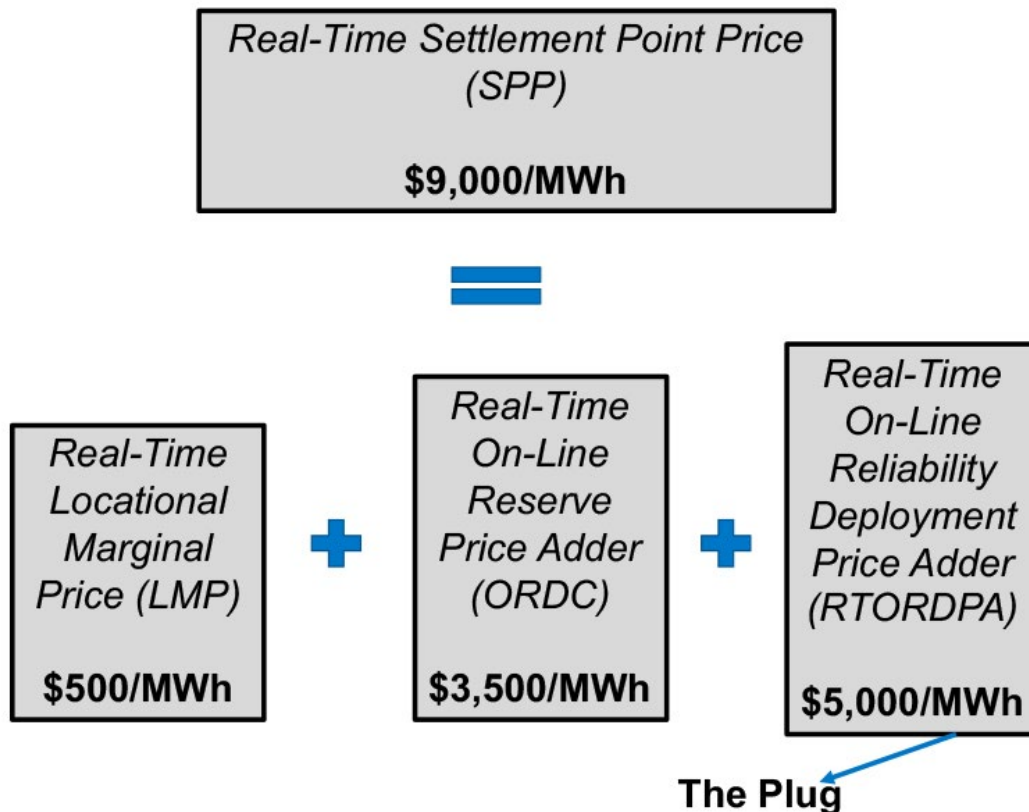 Real-Time Settlement Point Price
(SPP)
$9,000/MWh
Real-Time
Locational
Marginal
Price (LMP)
$500/MWh
Real-Time
On-Line
Reserve
Price Adder
(ORDC)
$3,500/MWh
Real-Time
On-Line
Reliability
Deployment
Price Adder
(RTORDPA)
$5,000/MWh
The Plug